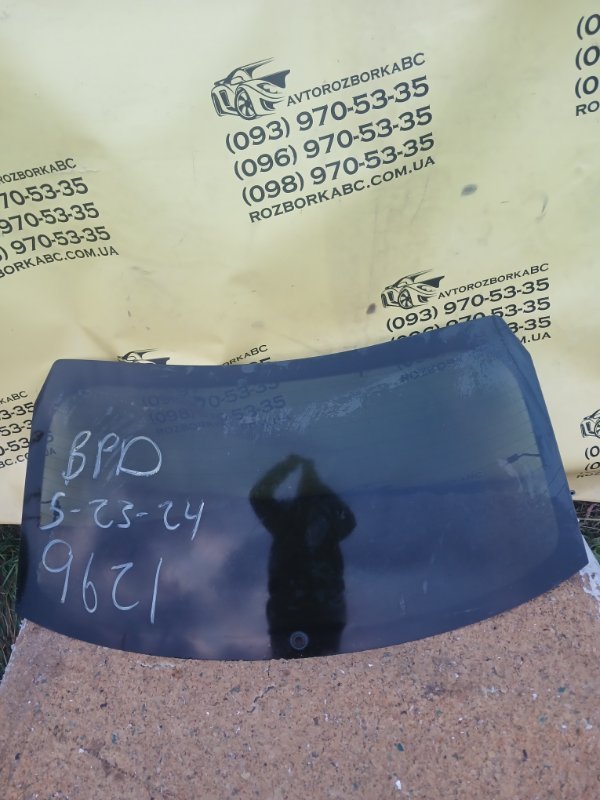 AVTOROZBORKABC
(093) 970-53-35
(096) 970-53-35
(098) 970-53-35
ROZBORKABC.COM.UA
ROZBORKABC
970-53-35
970-53-35
) 970-53-35
OZBORKABC.COM.UA
AVTOROZBORKABC
(093) 970-53-35
BPD
5-23-24
9621